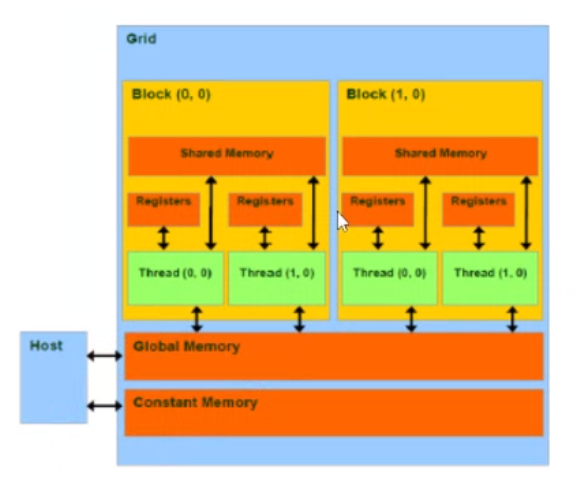 Grid
Block (0, 0)
Block (1, 0)
Shared Memory
Shared Memory
Registers
Registers
Registers
Registers
Thread (0, 0)
Thread (1, 0)
Thread (0, 0)
Thread (1, 0)
Host
Global Memory
Constant Memory